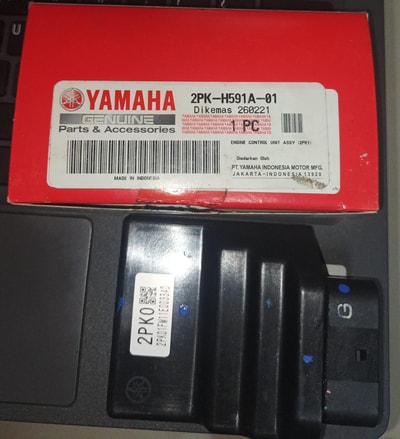 YAMAHA
GENUINE
Parts & Accessories
MADE IN INDONESIA
2PK-H591A-01
Dikemas 260221
1 PC
ENGINE CONTROL UNIT ASSY (2PK1)
Diedarkan Oleh
PT.YAMAHA INDONESIA MOTOR MFG.
JAKARTA-INDONESIA 13920
2PK0
G